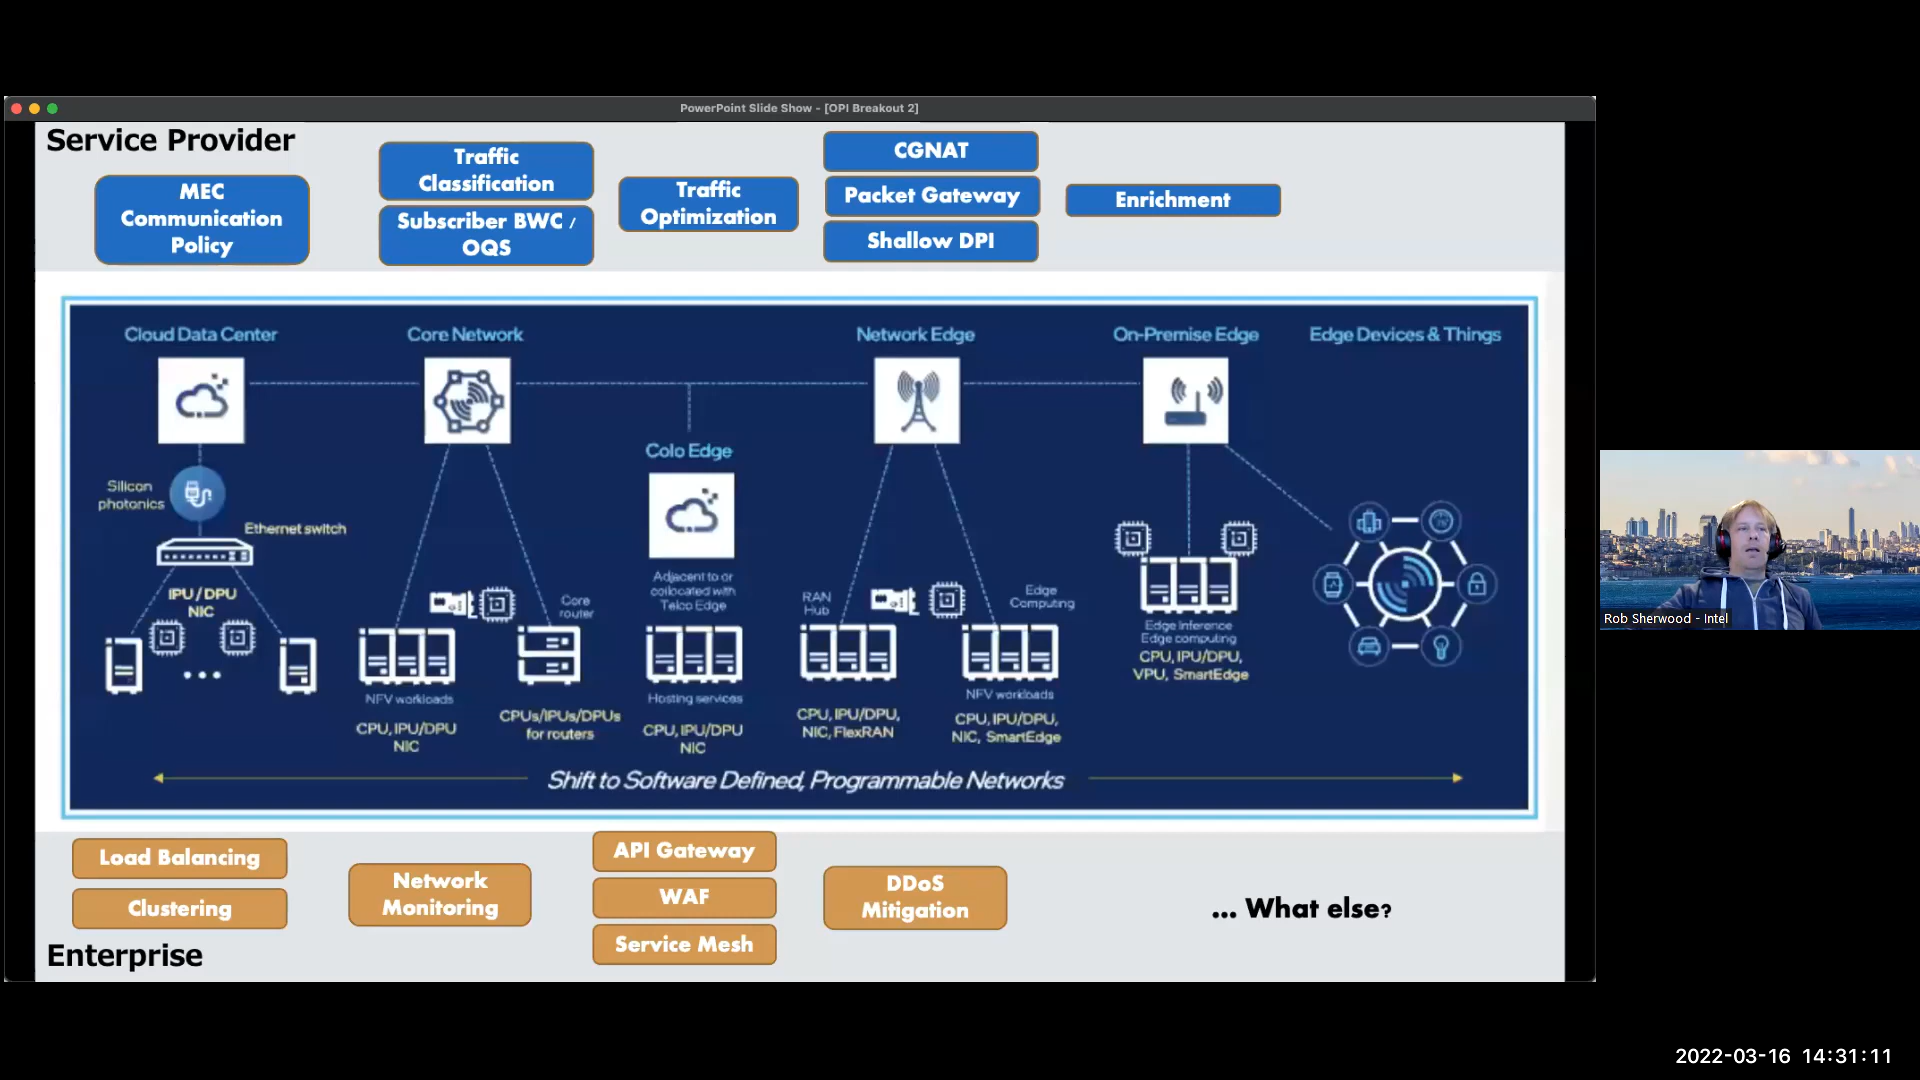 PowerPoint Slide Show - [OPI Breakout 2]
Service Provider
MEC
Communication
Policy
Traffic
Classification
Subscriber BWC /
OQS
Traffic
Optimization
CGNAT
Packet Gateway
Shallow DPI
Enrichment
Cloud Data Center
Core Network
Network Edge
On-Premise Edge
Edge Devices & Things
Colo Edge
Silicon
photonics
Ethernet switch
IPU / DPU
NIC
NFV workloads
CPU, IPU/DPU
NIC
Core
router
CPUs/IPUs/DPUs
for routers
Adjacent to or
collocated with
Telco Edge
Hosting services
CPU, IPU/DPU
NIC
RAN
Hub
CPU, IPU/DPU,
NIC, FlexRAN
Edge
Computing
NFV workloads
CPU, IPU/DPU,
NIC, SmartEdge
Edge Inference
Edge computing
CPU, IPU/DPU,
VPU, SmartEdge
Shift to Software Defined, Programmable Networks
Load Balancing
Clustering
Network
Monitoring
API Gateway
WAF
Service Mesh
DDoS
Mitigation
... What else?
Enterprise
Rob Sherwood - Intel
2022-03-16 14:31:11